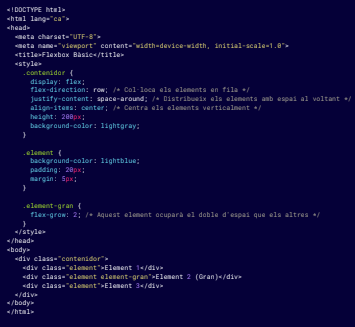 <!DOCTYPE html>
<html lang="ca">
<head>
<meta charset="UTF-8">
<meta name="viewport" content="width=device-width, initial-scale=1.0">
<title>Flexbox Bàsic</title>
<style>
.contenidor {
display: flex;
flex-direction: row; /* Col·loca els elements en fila */
justify-content: space-around; /* Distribueix els elements amb espai al voltant */
align-items: center; /* Centra els elements verticalment */
height: 200px;
background-color: lightgray;
}
.element {
background-color: lightblue;
padding: 20px;
margin: 5px;
}
.element-gran {
flex-grow: 2; /* Aquest element ocuparà el doble d'espai que els altres */
}
</style>
</head>
<body>
<div class="contenidor">
<div class="element">Element 1</div>
<div class="element element-gran">Element 2 (Gran)</div>
<div class="element">Element 3</div>
</div>
</body>
</html>